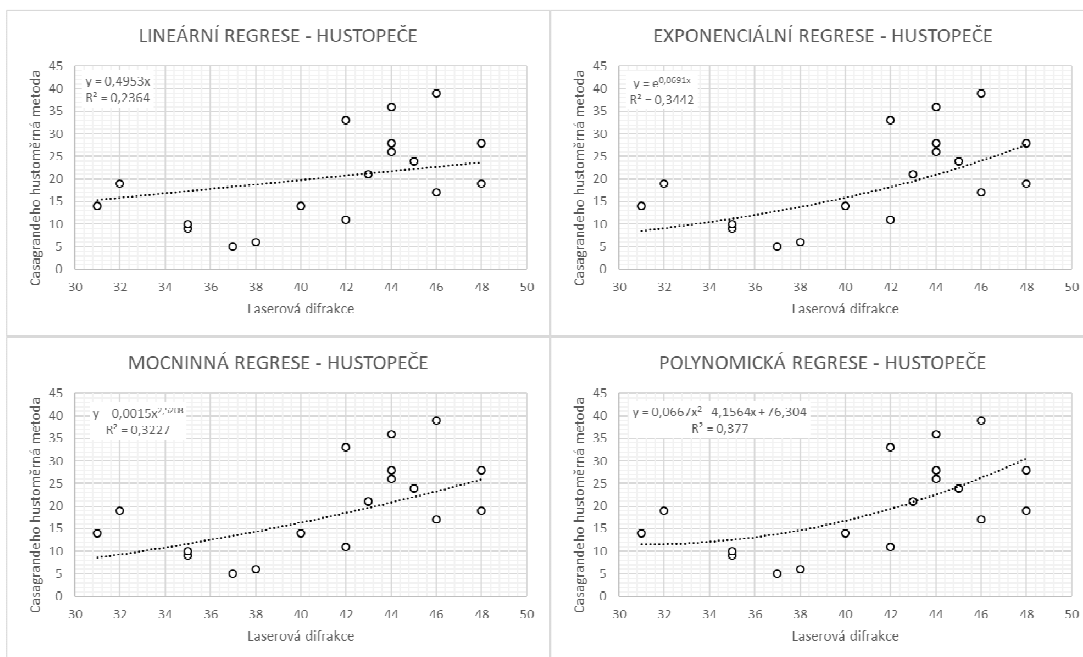 LINEÁRNÍ REGRESE - HUSTOPEČE
y = 0,4953x
R² = 0,2364
Casagrandeho hustoměrná metoda
45
40
35
30
25
20
15
10
5
0
30 32 34 36 38 40 42 44 46 48 50
Laserová difrakce
EXPONENCIÁLNÍ REGRESE - HUSTOPEČE
y = e^0,0691x
R² = 0,3442
Casagrandeho hustoměrná metoda
45
40
35
30
25
20
15
10
5
0
30 32 34 36 38 40 42 44 46 48 50
Laserová difrakce
MOCNINNÁ REGRESE - HUSTOPEČE
y 0,0015x
R² = 0,3227
Casagrandeho hustoměrná metoda
45
40
35
30
25
20
15
10
5
0
30 32 34 36 38 40 42 44 46 48 50
Laserová difrakce
POLYNOMICKÁ REGRESE - HUSTOPEČE
y = 0,0667x² 4,1564x + 76,304
R² = 0,377
Casagrandeho hustoměrná metoda
45
40
35
30
25
20
15
10
5
0
30 32 34 36 38 40 42 44 46 48 50
Laserová difrakce